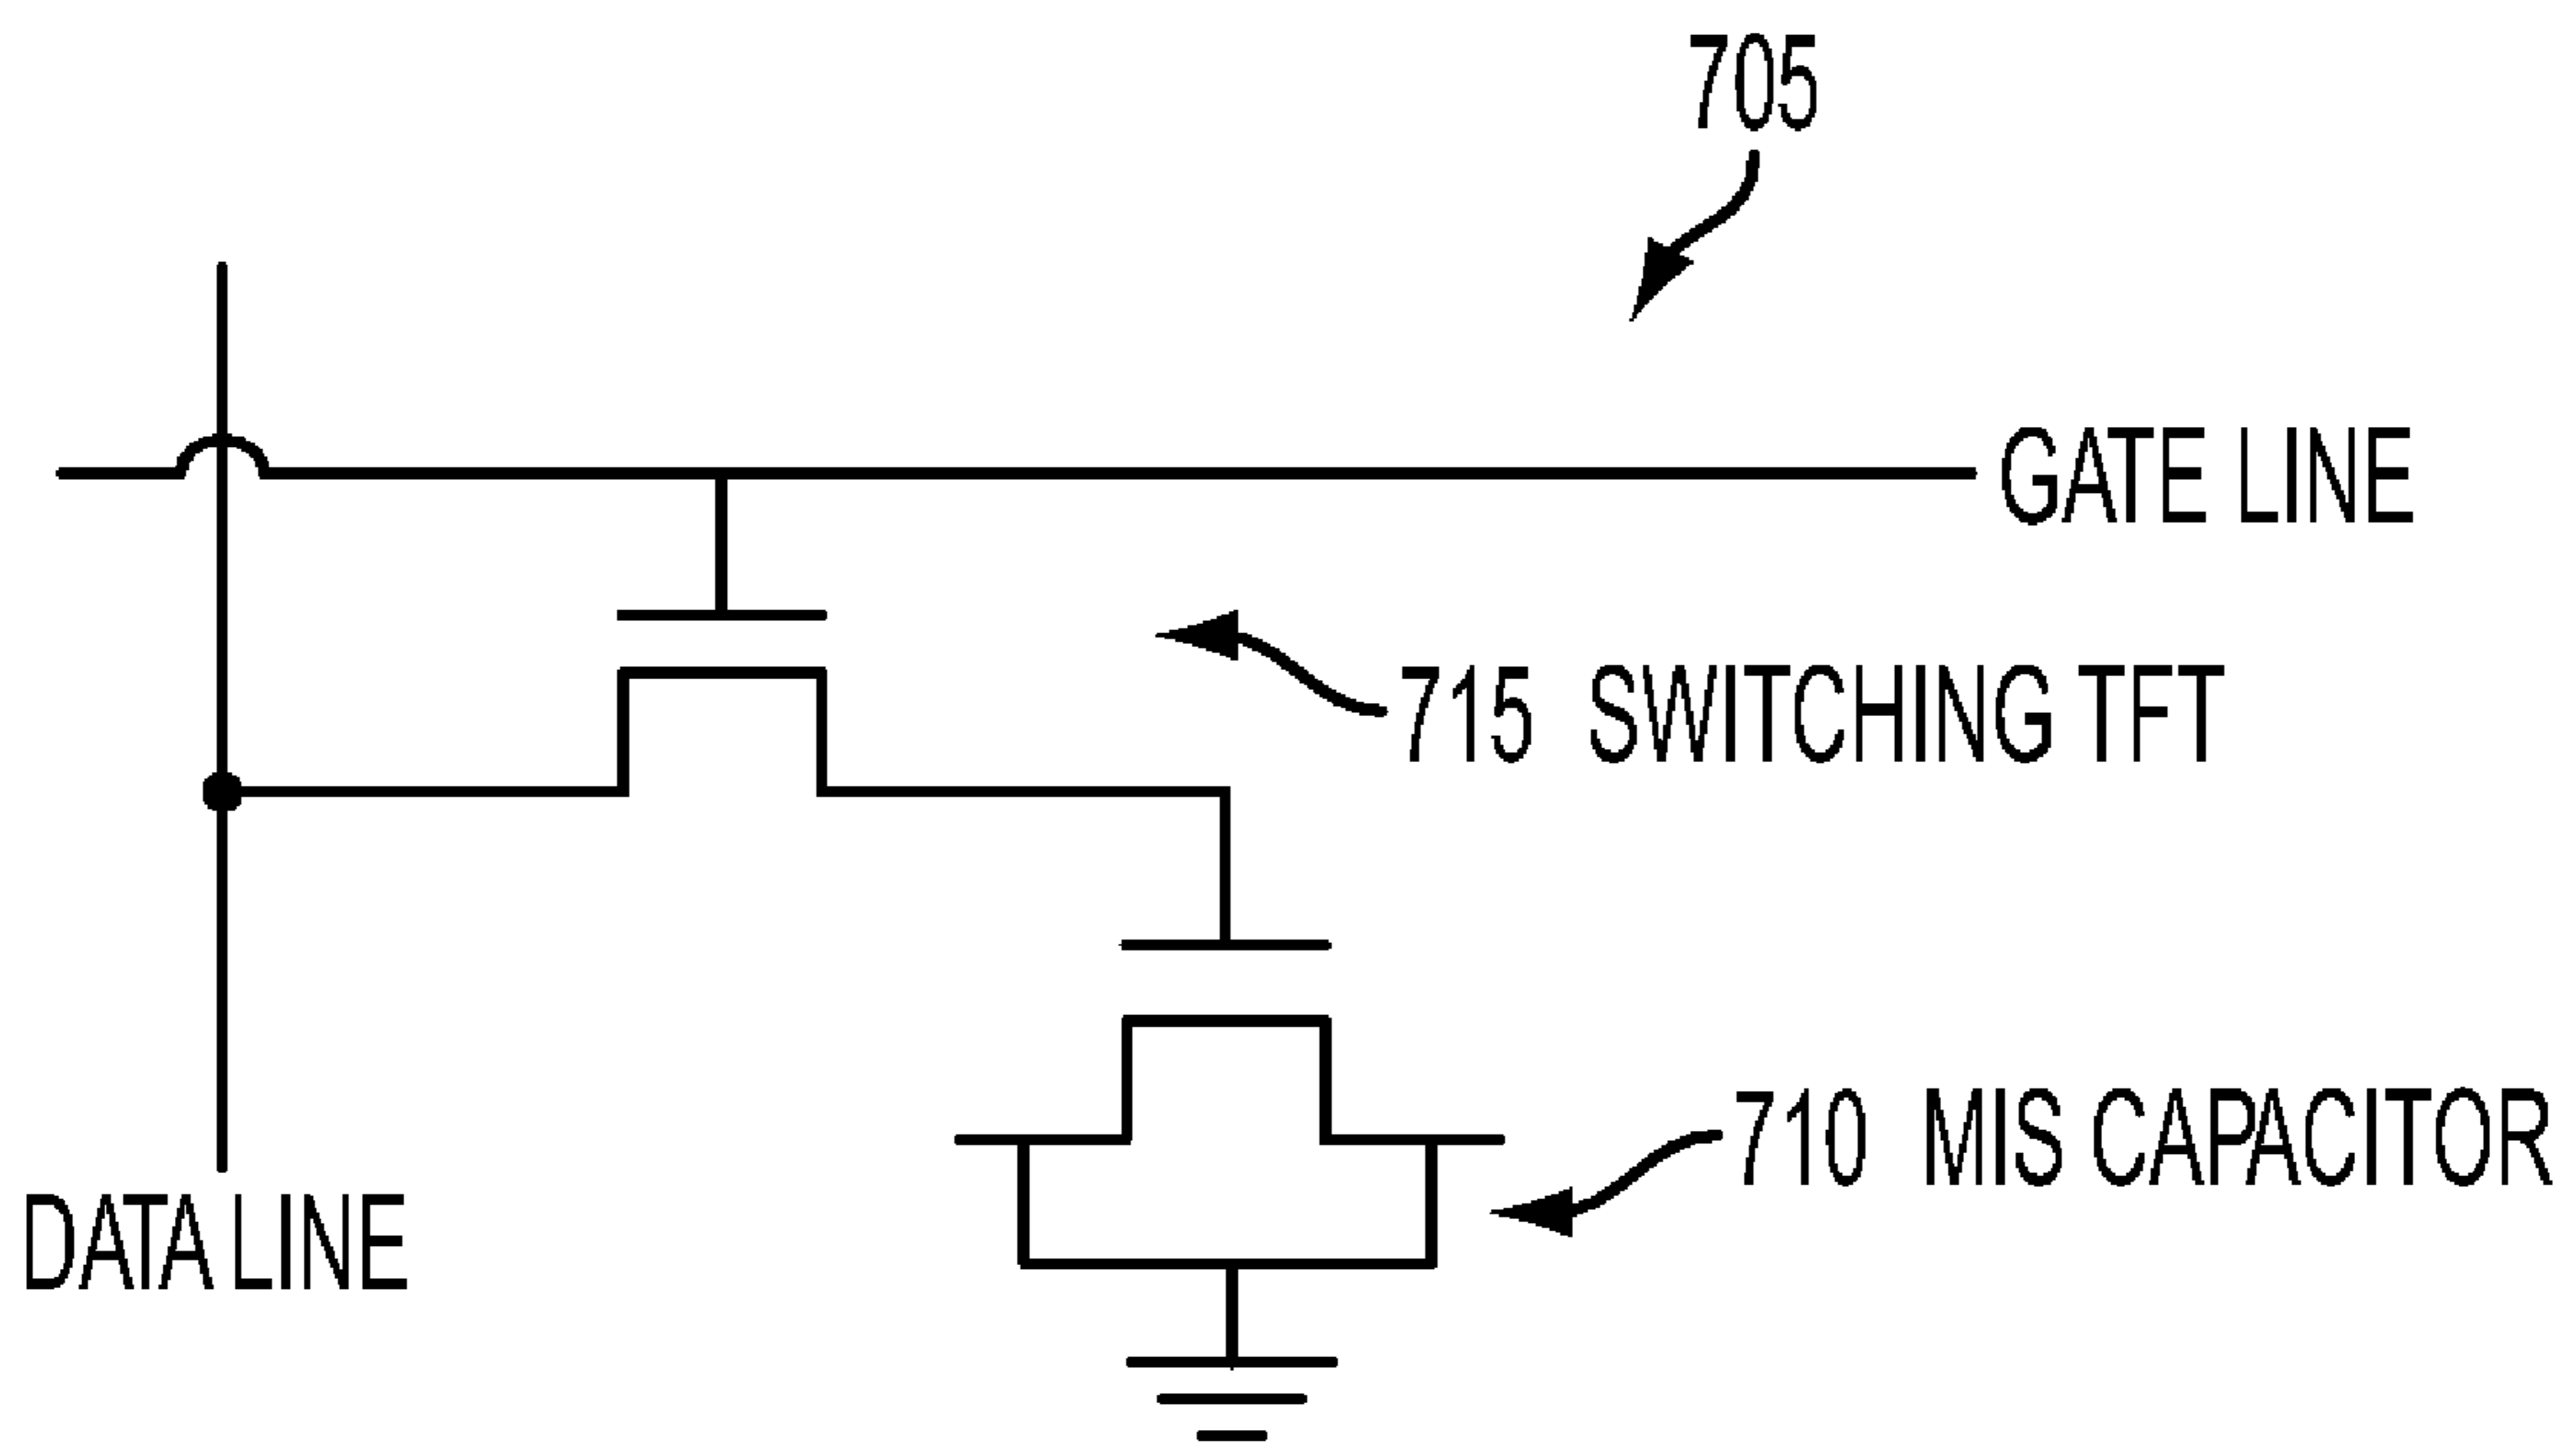 705
GATE LINE
715 SWITCHING TFT
710 MIS CAPACITOR
DATA LINE